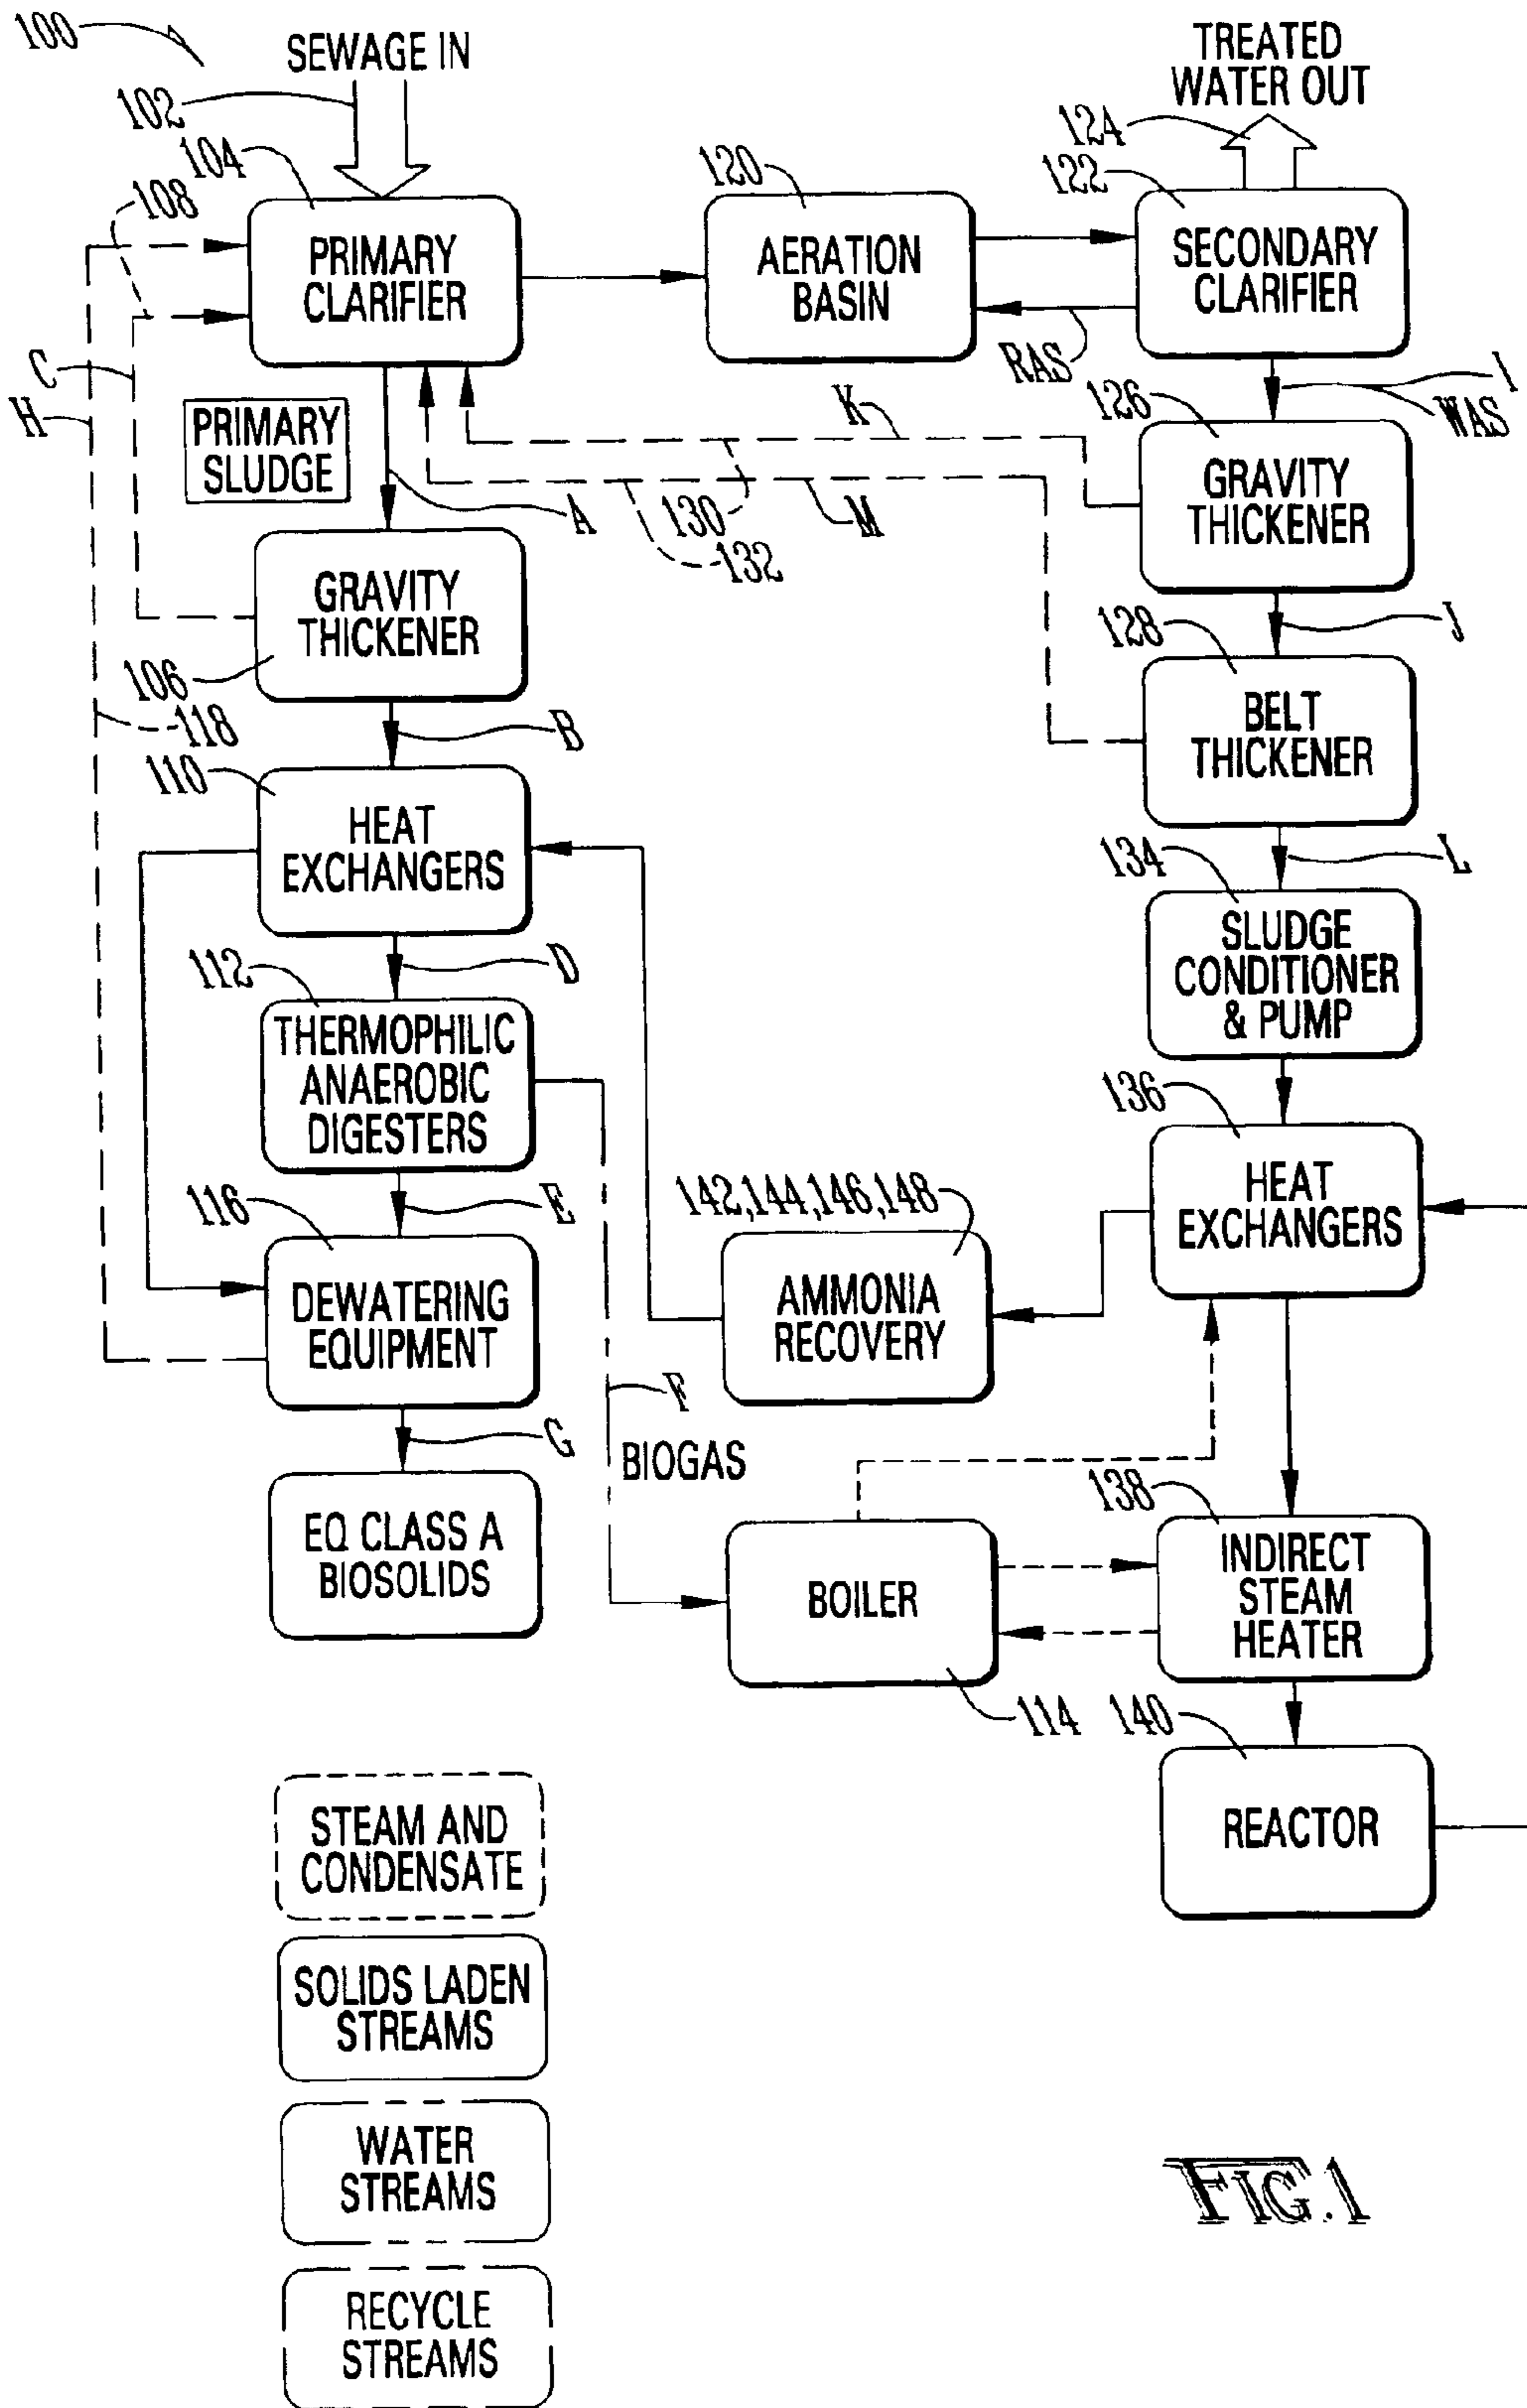 100
SEWAGE IN
102
104
108
PRIMARY
CLARIFIER
120
AERATION
BASIN
TREATED
WATER OUT
124
122
SECONDARY
CLARIFIER
RAS
I
WAS
C
H
PRIMARY
SLUDGE
A
K
130
M
132
126
GRAVITY
THICKENER
GRAVITY
THICKENER
106
118
B
J
128
BELT
THICKENER
110
HEAT
EXCHANGERS
L
134
SLUDGE
CONDITIONER
& PUMP
D
112
THERMOPHILIC
ANAEROBIC
DIGESTERS
136
HEAT
EXCHANGERS
E
116
DEWATERING
EQUIPMENT
142,144,146,148
AMMONIA
RECOVERY
F
BIOGAS
G
EQ CLASS A
BIOSOLIDS
BOILER
114
138
INDIRECT
STEAM
HEATER
140
REACTOR
STEAM AND
CONDENSATE
SOLIDS LADEN
STREAMS
WATER
STREAMS
RECYCLE
STREAMS
FIG.1